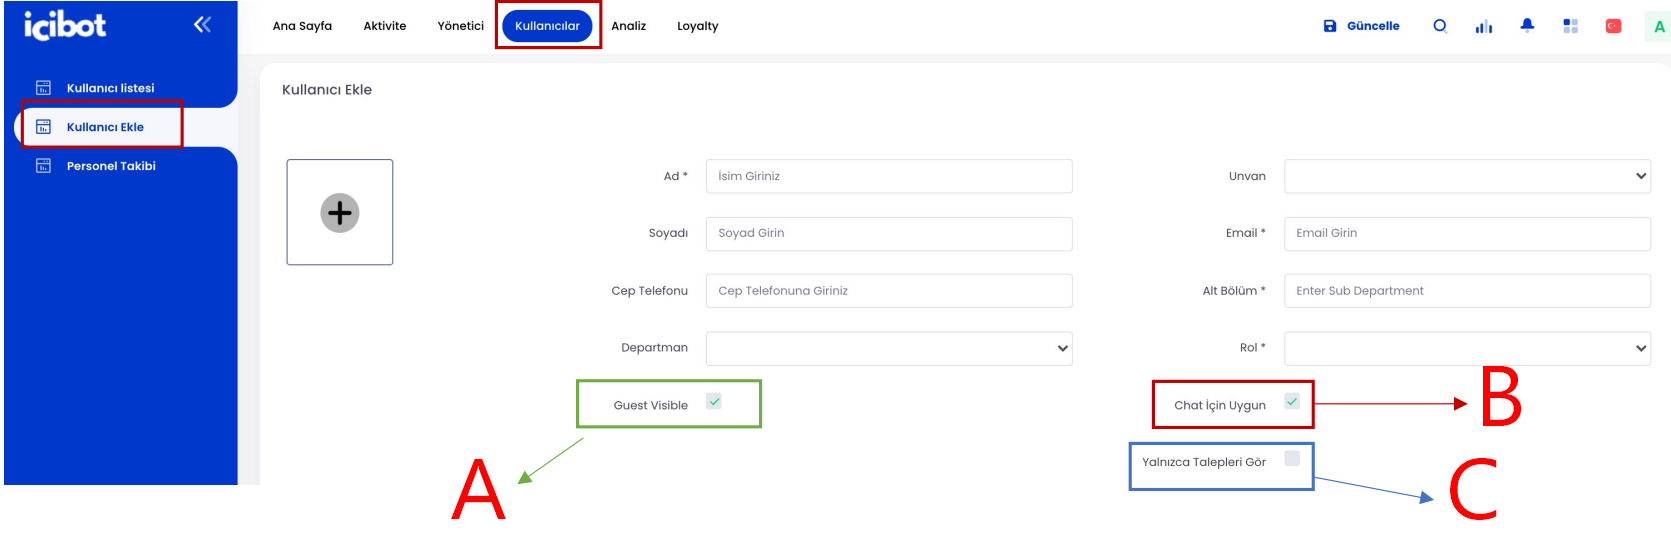 içibot
Ana Sayfa Aktivite Yönetici Kullanıcılar Analiz Loyalty Güncelle A
Kullanıcı listesi
Kullanıcı Ekle
Personel Takibi
Kullanıcı Ekle
Ad * İsim Giriniz Unvan
Soyadı Soyad Girin Email * Email Girin
Cep Telefonu Cep Telefonuna Giriniz Alt Bölüm * Enter Sub Department
Departman Rol *
Guest Visible Chat İçin Uygun B
Yalnızca Talepleri Gör
A C